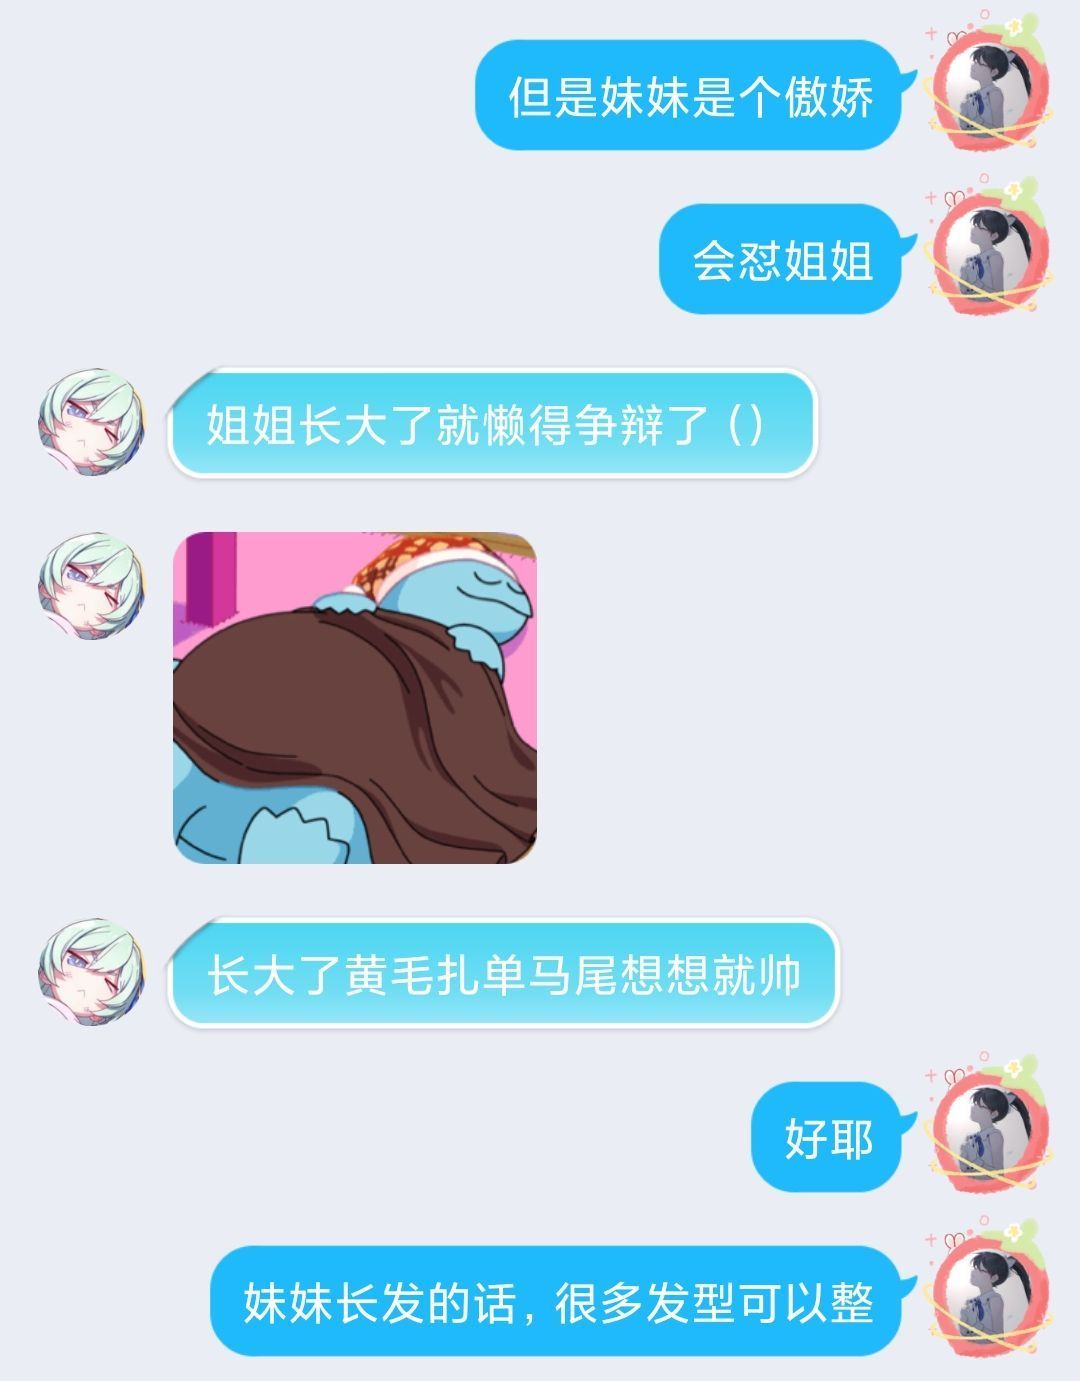 但是妹妹是个傲娇
会怼姐姐
姐姐长大了就懒得争辩了（）
长大了黄毛扎单马尾想想就帅
好耶
妹妹长发的话，很多发型可以整